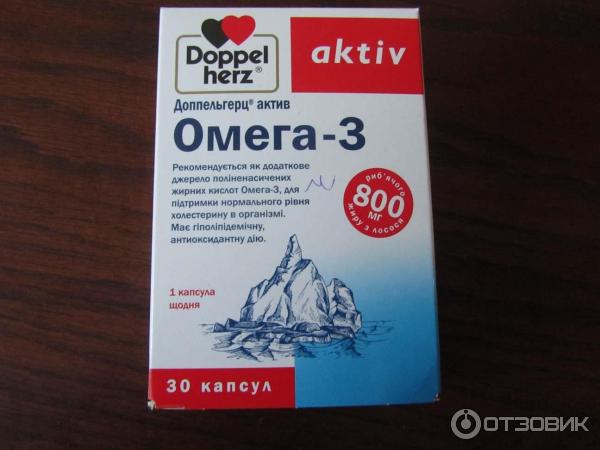 Doppel
herz®
aktiv
Доппельгерц® актив
Омега-3
Рекомендується як додаткове
джерело поліненасичених
жирних кислот Омега-3, для
підтримки нормального рівня
холестерину в організмі.
Має гіполіпідемічну,
антиоксидантну дію.
риб'ячого
800
мг
жиру з лосося
1 капсула
щодня
30 капсул
ОТЗОВИК